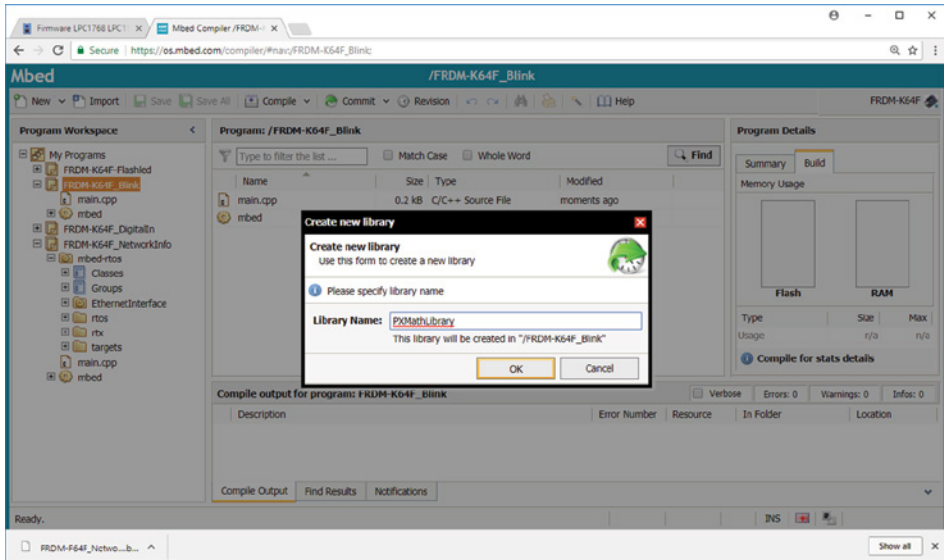 Firmware LPC1768 LPC1
Mbed Compiler /FRDM-
Secure https://os.mbed.com/compiler/#nav:/FRDM-K64F_Blink;
Mbed
/FRDM-K64F_Blink
New Import Save Save All Compile Commit Revision Help FRDM-K64F
Program Workspace
My Programs
FRDM-K64F-Flashled
FRDM-K64F_Blink
main.cpp
mbed
FRDM-K64F_DigitalIn
FRDM-K64F_NetworkInfo
mbed-rtos
Classes
Groups
EthernetInterface
rtos
rtx
targets
main.cpp
mbed
Program: /FRDM-K64F_Blink
Type to filter the list ... Match Case Whole Word Find
Name Size Type Modified
main.cpp 0.2 kB C/C++ Source File moments ago
mbed
Create new library
Create new library
Use this form to create a new library
Please specify library name
Library Name: PXMathLibrary
This library will be created in "/FRDM-K64F_Blink"
OK Cancel
Program Details
Summary Build
Memory Usage
Flash RAM
Type Size Max
Usage n/a n/a
Compile for stats details
Compile output for program: FRDM-K64F_Blink
Verbose Errors: 0 Warnings: 0 Infos: 0
Description Error Number Resource In Folder Location
Compile Output Find Results Notifications
Ready. INS
FRDM-F64F_Netwo....b... Show all